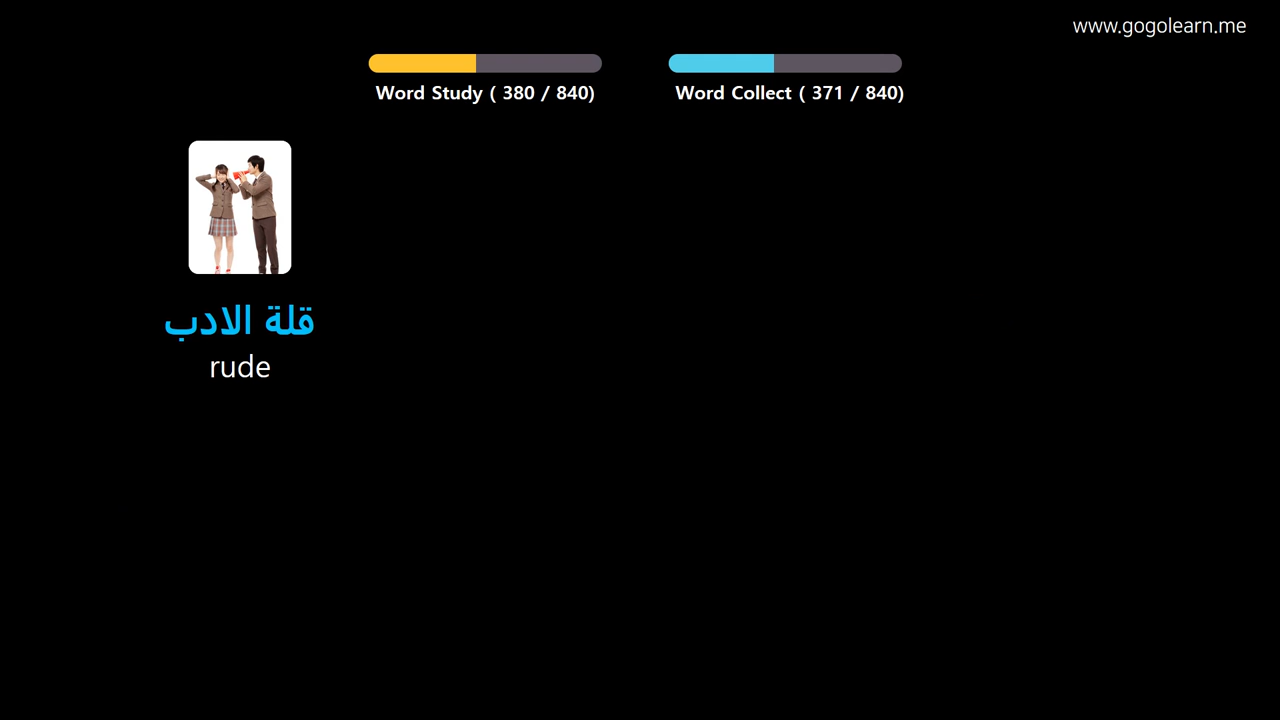 www.gogolearn.me
Word Study ( 380 / 840)
Word Collect ( 371 / 840)
قلة الادب
rude